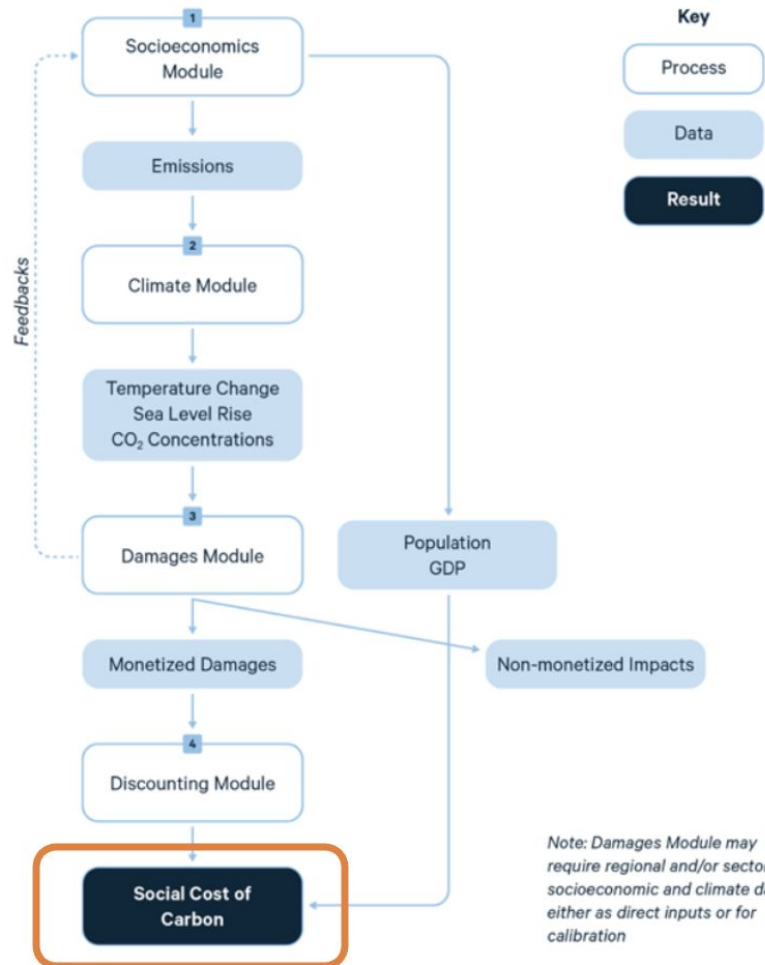 1
Socioeconomics
Module
Emissions
2
Climate Module
Temperature Change
Sea Level Rise
CO₂ Concentrations
3
Damages Module
Feedbacks
Population
GDP
Monetized Damages
Non-monetized Impacts
4
Discounting Module
Social Cost of
Carbon
Key
Process
Data
Result
Note: Damages Module may
require regional and/or sector
socioeconomic and climate d
either as direct inputs or for
calibration